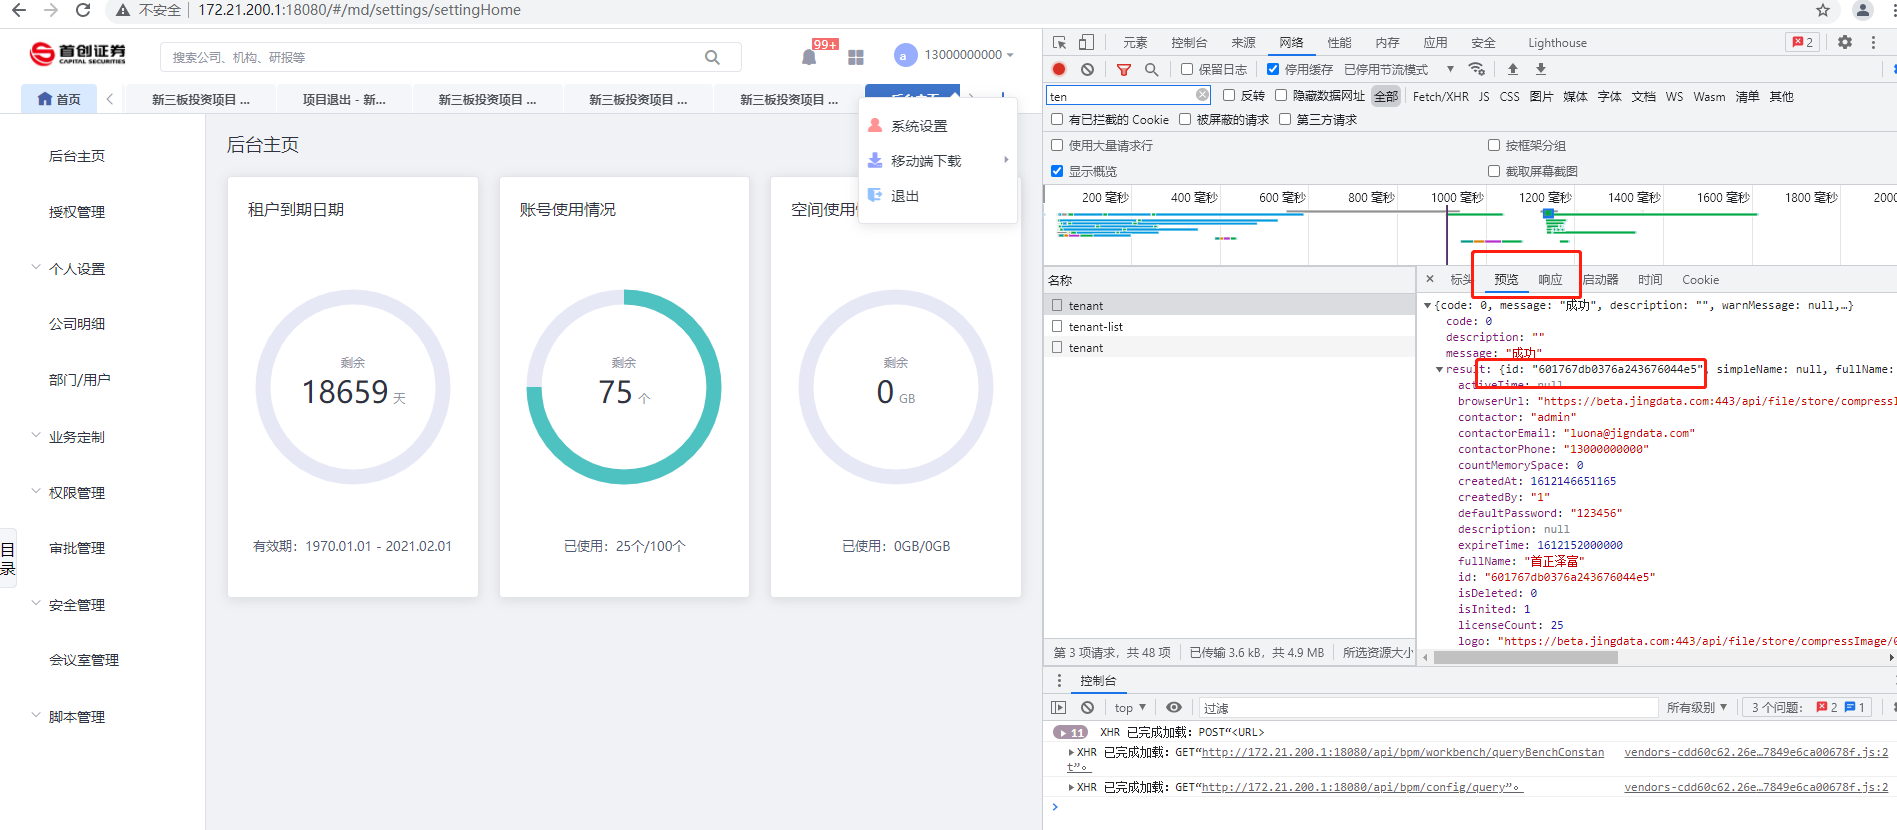 不安全 | 172.21.200.1:18080/#/md/settings/settingHome
首创证券
CAPITAL SECURITIES
搜索公司、机构、研报等
99+
a 13000000000
首页
新三板投资项目 ...
项目退出 - 新...
新三板投资项目 ...
新三板投资项目 ...
新三板投资项目 ...
系统设置
移动端下载
退出
后台主页
授权管理
个人设置
公司明细
部门/用户
业务定制
权限管理
审批管理
安全管理
会议室管理
脚本管理
目录
后台主页
租户到期日期
剩余
18659 天
有效期：1970.01.01 - 2021.02.01
账号使用情况
剩余
75 个
已使用：25个/100个
空间使用
剩余
0 GB
已使用：0GB/0GB
元素 控制台 来源 网络 性能 内存 应用 安全 Lighthouse 2
保留日志 停用缓存 已停用节流模式
ten 反转 隐藏数据网址 全部 Fetch/XHR JS CSS 图片 媒体 字体 文档 WS Wasm 清单 其他
有已拦截的 Cookie 被屏蔽的请求 第三方请求
使用大量请求行 按框架分组
显示概览 截取屏幕截图
200 毫秒 400 毫秒 600 毫秒 800 毫秒 1000 毫秒 1200 毫秒 1400 毫秒 1600 毫秒 1800 毫秒 2000
名称
tenant
tenant-list
tenant
第 3 项请求，共 48 项 已传输 3.6 kB，共 4.9 MB 所选资源大小
× 标头 预览 响应 启动器 时间 Cookie
{code: 0, message: "成功", description: "", warnMessage: null,…}
code: 0
description: ""
message: "成功"
result: {id: "601767db0376a243676044e5", simpleName: null, fullName:
activeTime: null
browserUrl: "https://beta.jingdata.com:443/api/file/store/compressI
contactor: "admin"
contactorEmail: "luona@jigndata.com"
contactorPhone: "13000000000"
countMemorySpace: 0
createdAt: 1612146651165
createdBy: "1"
defaultPassword: "123456"
description: null
expireTime: 1612152000000
fullName: "首正泽富"
id: "601767db0376a243676044e5"
isDeleted: 0
isInited: 1
licenseCount: 25
logo: "https://beta.jingdata.com:443/api/file/store/compressImage/0
控制台
top 过滤 所有级别 3 个问题： 2 1
11 XHR 已完成加载：POST“<URL>
XHR 已完成加载：GET“http://172.21.200.1:18080/api/bpm/workbench/queryBenchConstan vendors-cdd60c62.26e…7849e6ca00678f.js:2
t”。
XHR 已完成加载：GET“http://172.21.200.1:18080/api/bpm/config/query”。 vendors-cdd60c62.26e…7849e6ca00678f.js:2